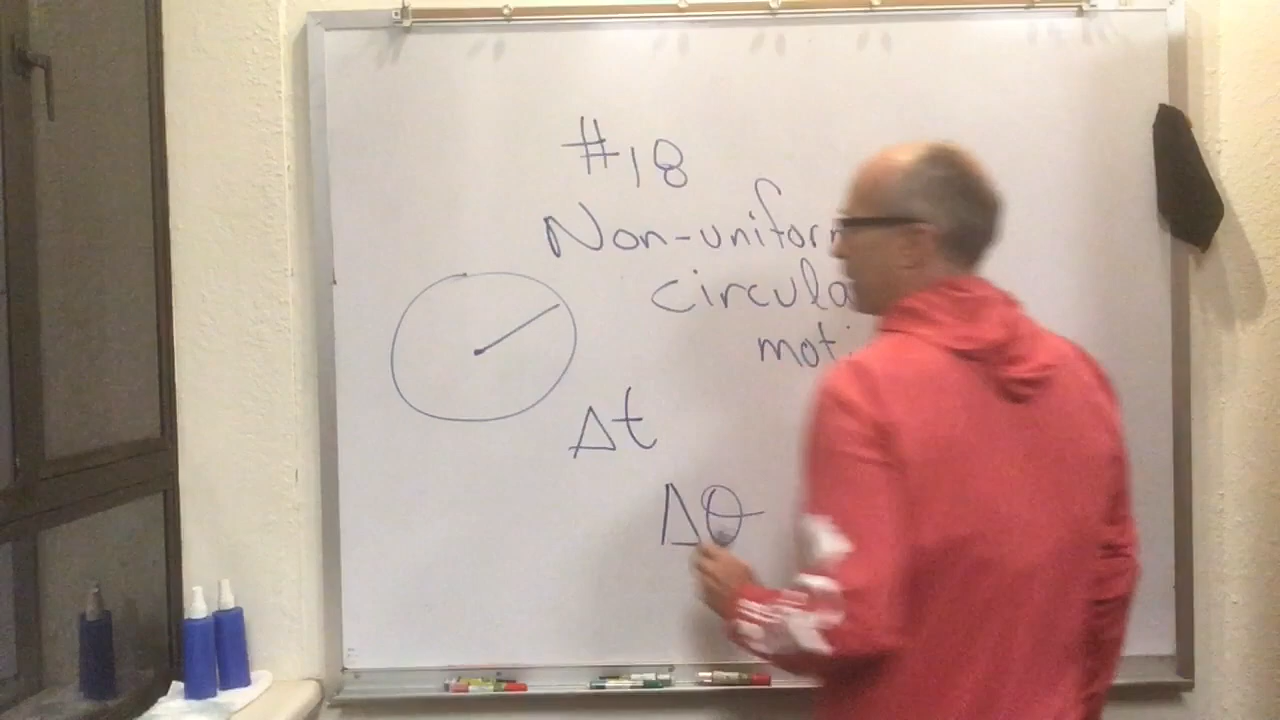 #18
Non-unifor
circula
mot
Δt
Δθ